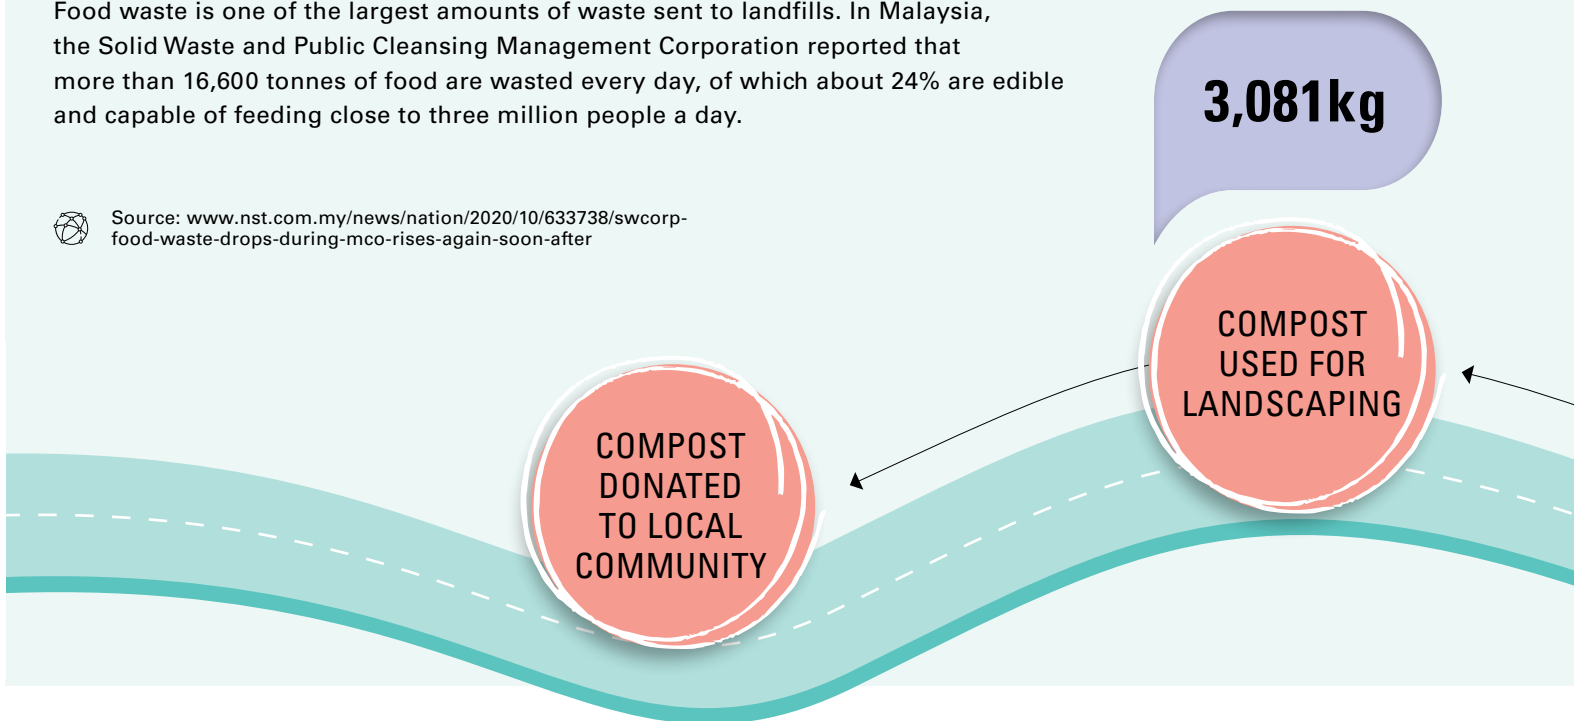 Food waste is one of the largest amounts of waste sent to landfills. In Malaysia,
the Solid Waste and Public Cleansing Management Corporation reported that
more than 16,600 tonnes of food are wasted every day, of which about 24% are edible
and capable of feeding close to three million people a day.
Source: www.nst.com.my/news/nation/2020/10/633738/swcorp-
food-waste-drops-during-mco-rises-again-soon-after
3,081kg
COMPOST
USED FOR
LANDSCAPING
COMPOST
DONATED
TO LOCAL
COMMUNITY